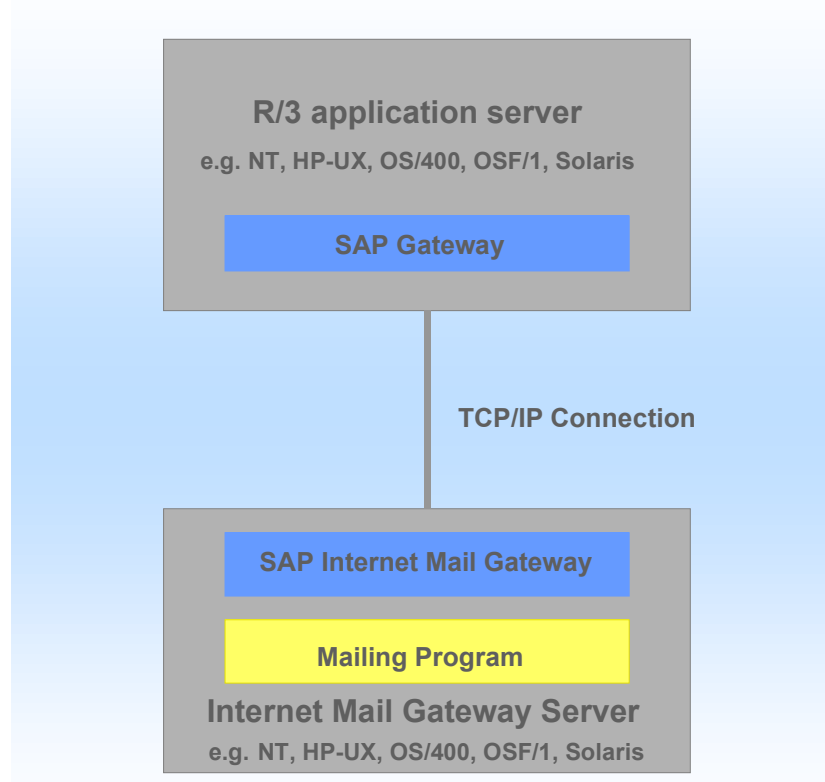 R/3 application server
e.g. NT, HP-UX, OS/400, OSF/1, Solaris
SAP Gateway
TCP/IP Connection
SAP Internet Mail Gateway
Mailing Program
Internet Mail Gateway Server
e.g. NT, HP-UX, OS/400, OSF/1, Solaris